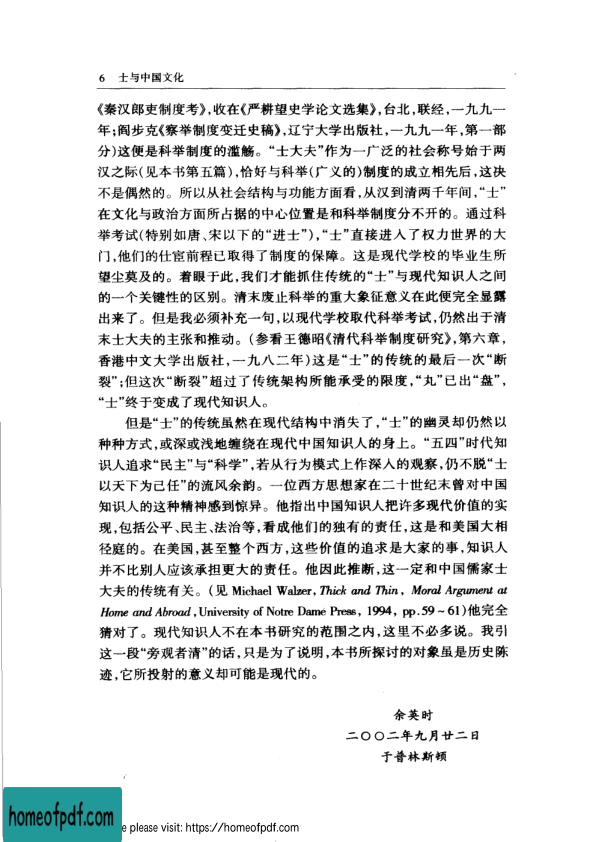 6 士与中国文化
《秦汉郎吏制度考》,收在《严耕望史学论文选集》,台北,联经,一九九一
年;阎步克《察举制度变迁史稿》,辽宁大学出版社,一九九一年,第一部
分)这便是科举制度的滥觞。“士大夫”作为一广泛的社会称号始于两
汉之际(见本书第五篇),恰好与科举(广义的)制度的成立相先后,这决
不是偶然的。所以从社会结构与功能方面看,从汉到清两千年间,“士”
在文化与政治方面所占据的中心位置是和科举制度分不开的。通过科
举考试(特别如唐、宋以下的“进士”),“士”直接进入了权力世界的大
门,他们的仕宦前程已取得了制度的保障。这是现代学校的毕业生所
望尘莫及的。着眼于此,我们才能抓住传统的“士”与现代知识人之间
的一个关键性的区别。清末废止科举的重大象征意义在此便完全显露
出来了。但是我必须补充一句,以现代学校取代科举考试,仍然出于清
末士大夫的主张和推动。(参看王德昭《清代科举制度研究》,第六章,
香港中文大学出版社,一九八二年)这是“士”的传统的最后一次“断
裂”;但这次“断裂”超过了传统架构所能承受的限度,“丸”已出“盘”,
“士”终于变成了现代知识人。
但是“士”的传统虽然在现代结构中消失了,“士”的幽灵却仍然以
种种方式,或深或浅地缠绕在现代中国知识人的身上。“五四”时代知
识人追求“民主”与“科学”,若从行为模式上作深入的观察,仍不脱“士
以天下为己任”的流风余韵。一位西方思想家在二十世纪末曾对中国
知识人的这种精神感到惊异。他指出中国知识人把许多现代价值的实
现,包括公平、民主、法治等,看成他们的独有的责任,这是和美国大相
径庭的。在美国,甚至整个西方,这些价值的追求是大家的事,知识人
并不比别人应该承担更大的责任。他因此推断,这一定和中国儒家士
大夫的传统有关。(见 Michael Walzer, Thick and Thin, Moral Argument at
Home and Abroad, University of Notre Dame Press, 1994, pp.59~61)他完全
猜对了。现代知识人不在本书研究的范围之内,这里不必多说。我引
这一段“旁观者清”的话,只是为了说明,本书所探讨的对象虽是历史陈
迹,它所投射的意义却可能是现代的。
余英时
二〇〇二年九月廿二日
于普林斯顿
homeofpdf.com
e please visit: https://homeofpdf.com